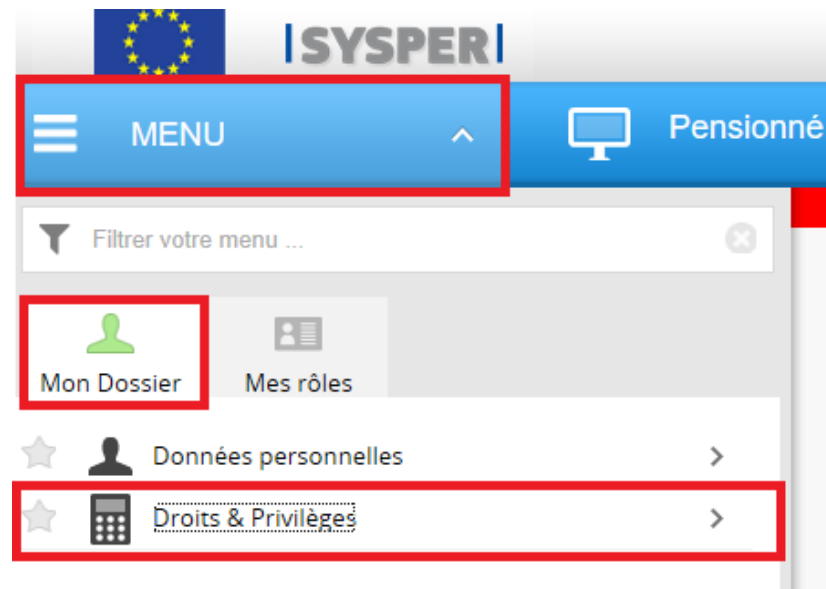 SYSPER
MENU
Pensionné
Filtrer votre menu ...
Mon Dossier
Mes rôles
Données personnelles
Droits & Privilèges